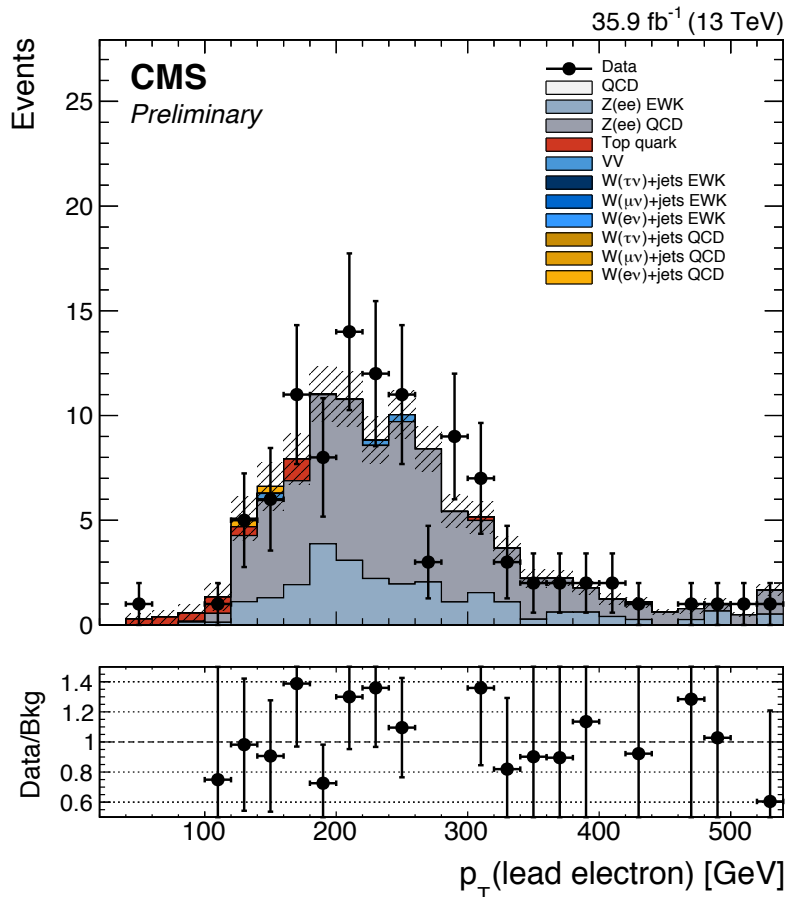 35.9 fb⁻¹ (13 TeV)
Events
CMS
Preliminary
Data
QCD
Z(ee) EWK
Z(ee) QCD
Top quark
VV
W(τν)+jets EWK
W(μν)+jets EWK
W(eν)+jets EWK
W(τν)+jets QCD
W(μν)+jets QCD
W(eν)+jets QCD
25
20
15
10
5
0
Data/Bkg
1.4
1.2
1
0.8
0.6
100 200 300 400 500
p_T(lead electron) [GeV]